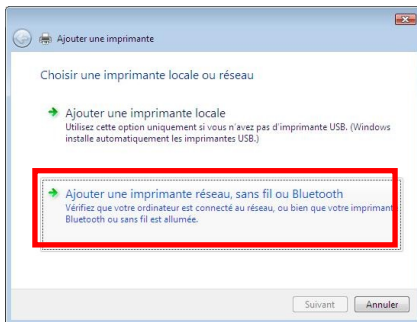 Ajouter une imprimante
Choisir une imprimante locale ou réseau
Ajouter une imprimante locale
Utilisez cette option uniquement si vous n'avez pas d'imprimante USB. (Windows
installe automatiquement les imprimantes USB.)
Ajouter une imprimante réseau, sans fil ou Bluetooth
Vérifiez que votre ordinateur est connecté au réseau, ou bien que votre imprimant
Bluetooth ou sans fil est allumée.
Suivant
Annuler